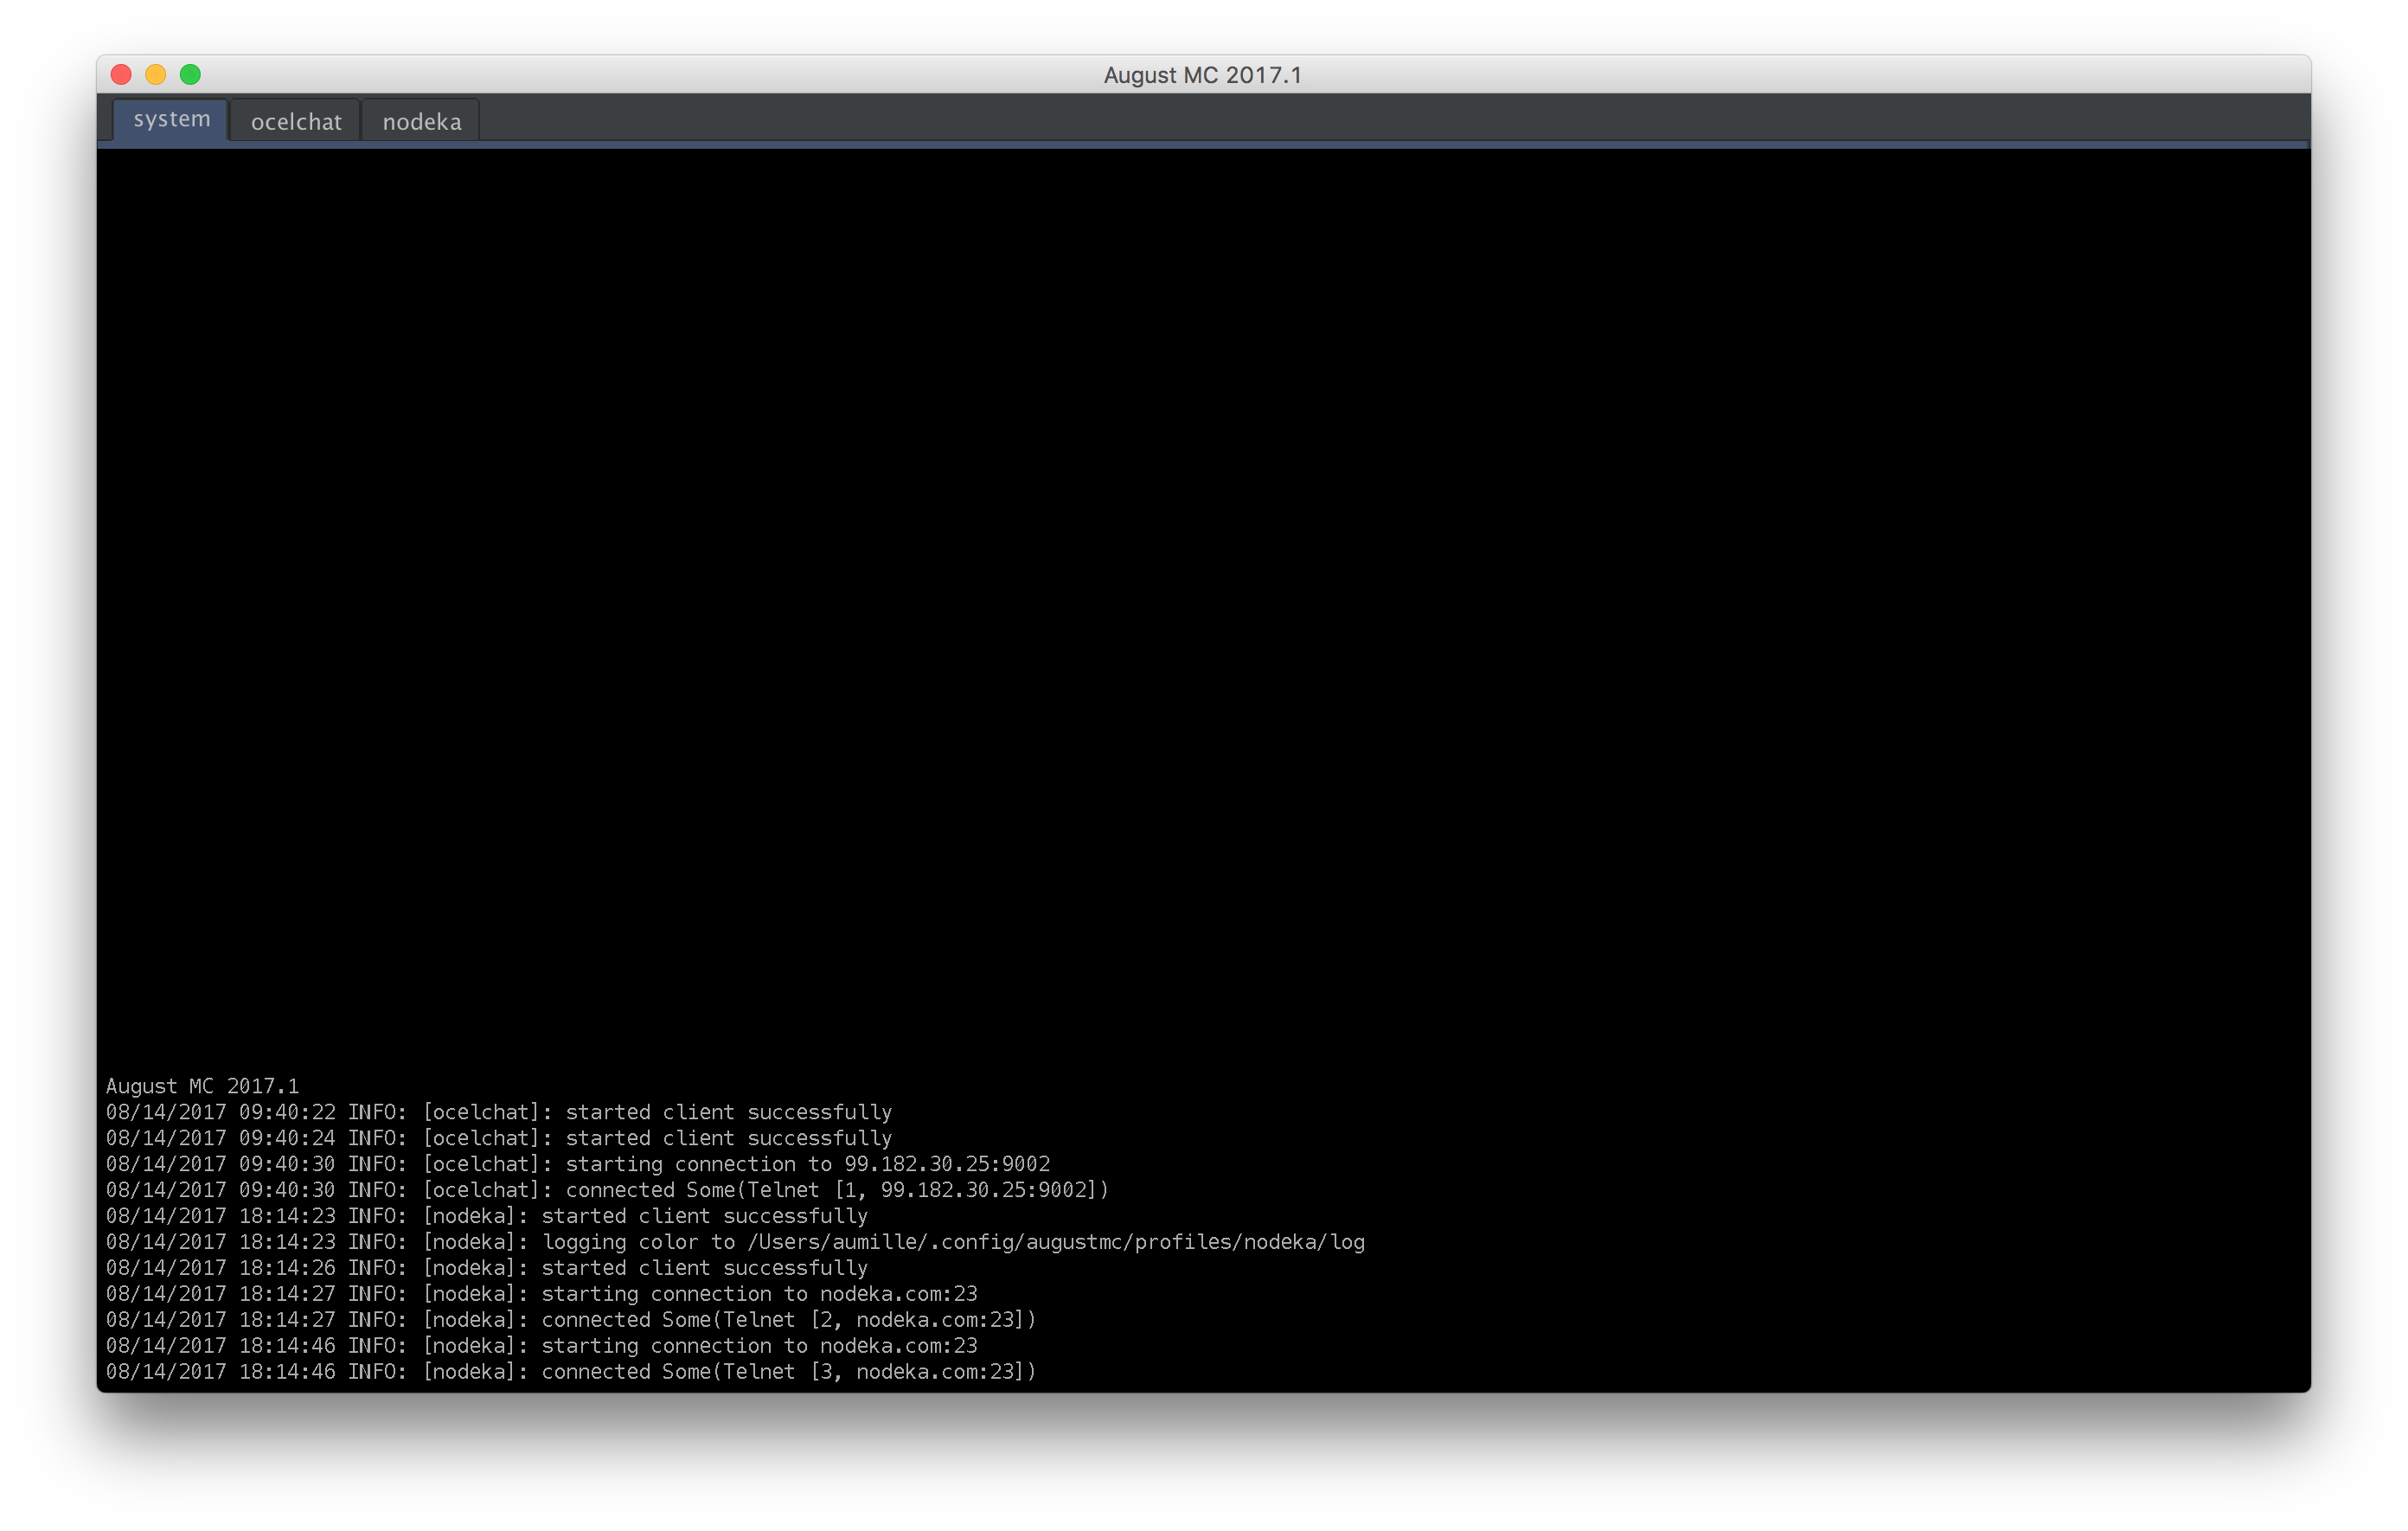 August MC 2017.1
system ocelchat nodeka
August MC 2017.1
08/14/2017 09:40:22 INFO: [ocelchat]: started client successfully
08/14/2017 09:40:24 INFO: [ocelchat]: started client successfully
08/14/2017 09:40:30 INFO: [ocelchat]: starting connection to 99.182.30.25:9002
08/14/2017 09:40:30 INFO: [ocelchat]: connected Some(Telnet [1, 99.182.30.25:9002])
08/14/2017 18:14:23 INFO: [nodeka]: started client successfully
08/14/2017 18:14:23 INFO: [nodeka]: logging color to /Users/aumille/.config/augustmc/profiles/nodeka/log
08/14/2017 18:14:26 INFO: [nodeka]: started client successfully
08/14/2017 18:14:27 INFO: [nodeka]: starting connection to nodeka.com:23
08/14/2017 18:14:27 INFO: [nodeka]: connected Some(Telnet [2, nodeka.com:23])
08/14/2017 18:14:46 INFO: [nodeka]: starting connection to nodeka.com:23
08/14/2017 18:14:46 INFO: [nodeka]: connected Some(Telnet [3, nodeka.com:23])